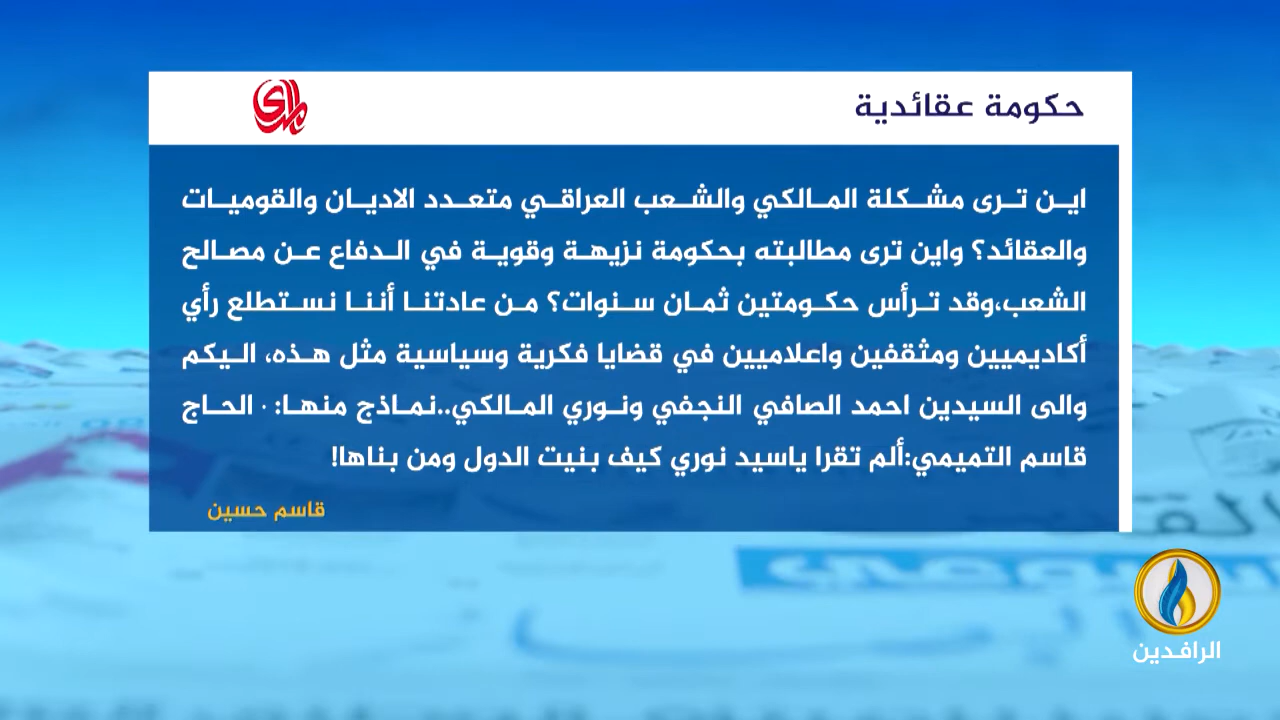 حكومة عقائدية
المدى
اين ترى مشكلة المالكي والشعب العراقي متعدد الاديان والقوميات
والعقائد؟ واين ترى مطالبته بحكومة نزيهة وقوية في الدفاع عن مصالح
الشعب،وقد ترأس حكومتين ثمان سنوات؟ من عادتنا أننا نستطلع رأي
أكاديميين ومثقفين واعلاميين في قضايا فكرية وسياسية مثل هذه، اليكم
والى السيدين احمد الصافي النجفي ونوري المالكي..نماذج منها: · الحاج
قاسم التميمي:ألم تقرا ياسيد نوري كيف بنيت الدول ومن بناها!
قاسم حسين
الرافدين